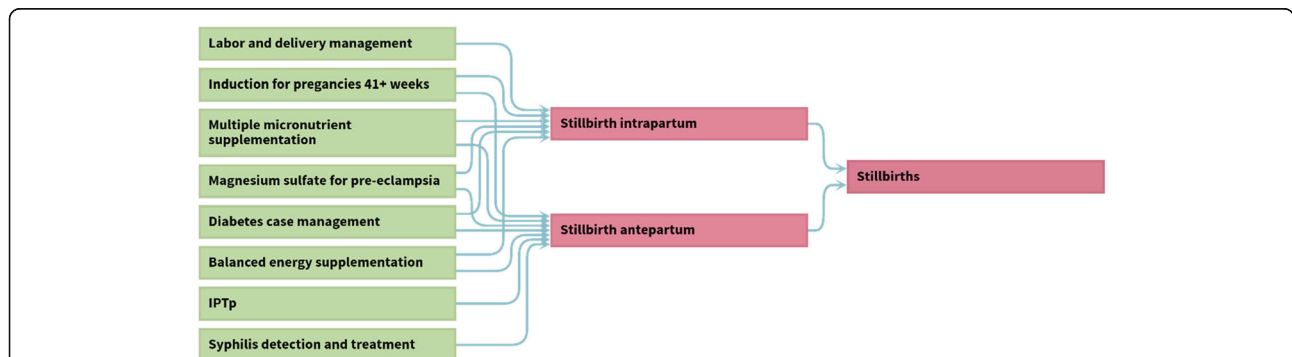 Labor and delivery management
Induction for pregancies 41+ weeks
Multiple micronutrient
supplementation
Magnesium sulfate for pre-eclampsia
Diabetes case management
Balanced energy supplementation
IPTp
Syphilis detection and treatment
Stillbirth intrapartum
Stillbirth antepartum
Stillbirths